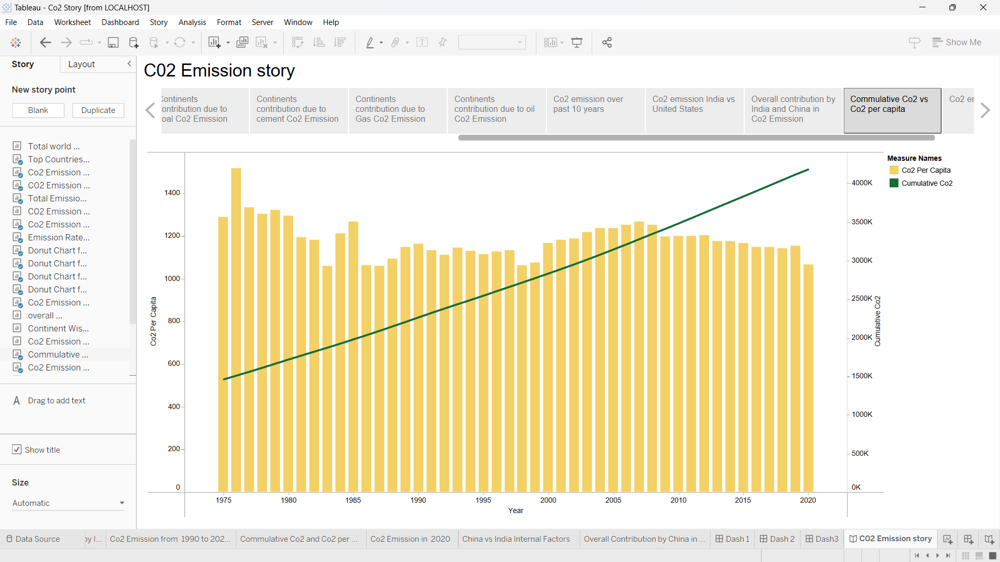 Tableau - Co2 Story [from LOCALHOST]
File Data Worksheet Dashboard Story Analysis Format Server Window Help
Show Me
Story Layout
New story point
Blank Duplicate
Total world ...
Top Countries...
Co2 Emission ...
CO2 Emission ...
Total Emissio...
CO2 Emission ...
Co2 Emission ...
Emission Rate...
Donut Chart f...
Donut Chart f...
Donut Chart f...
Donut Chart f...
Co2 Emission ...
overall ...
Continent Wis...
Co2 Emission ...
Commulative ...
Co2 Emission ...
Drag to add text
Show title
Size
Automatic
C02 Emission story
Continents
ontribution due to
oal Co2 Emission
Continents
contribution due to
cement Co2 Emission
Continents
contribution due to
Gas Co2 Emission
Continents
contribution due to oil
Co2 Emission
Co2 emission over
past 10 years
Co2 emission India vs
United States
Overall contribution by
India and China in
Co2 Emission
Commulative Co2 vs
Co2 per capita
Co2 er
Co2 Per Capita
1400
1200
1000
800
600
400
200
0
4000K
3500K
3000K
2500K
2000K
1500K
1000K
500K
0K
Cumulative Co2
1975 1980 1985 1990 1995 2000 2005 2010 2015 2020
Year
Measure Names
Co2 Per Capita
Cumulative Co2
Data Source by I... Co2 Emission from 1990 to 202... Commulative Co2 and Co2 per ... Co2 Emission in 2020 China vs India Internal Factors Overall Contribution by China in ... Dash 1 Dash 2 Dash3 CO2 Emission story